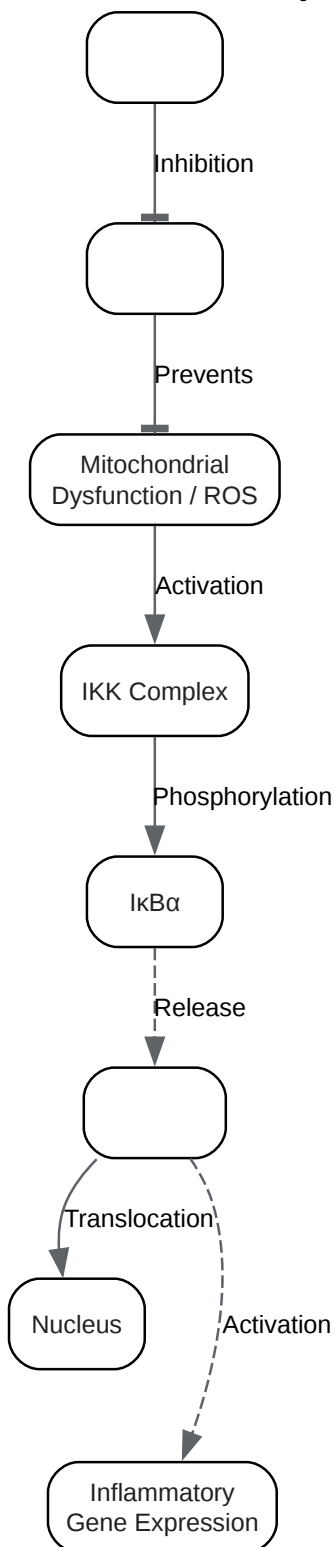 Inhibition
Prevents
Mitochondrial
Dysfunction / ROS
Activation
IKK Complex
Phosphorylation
IκBα
Release
Translocation
Nucleus
Activation
Inflammatory
Gene Expression